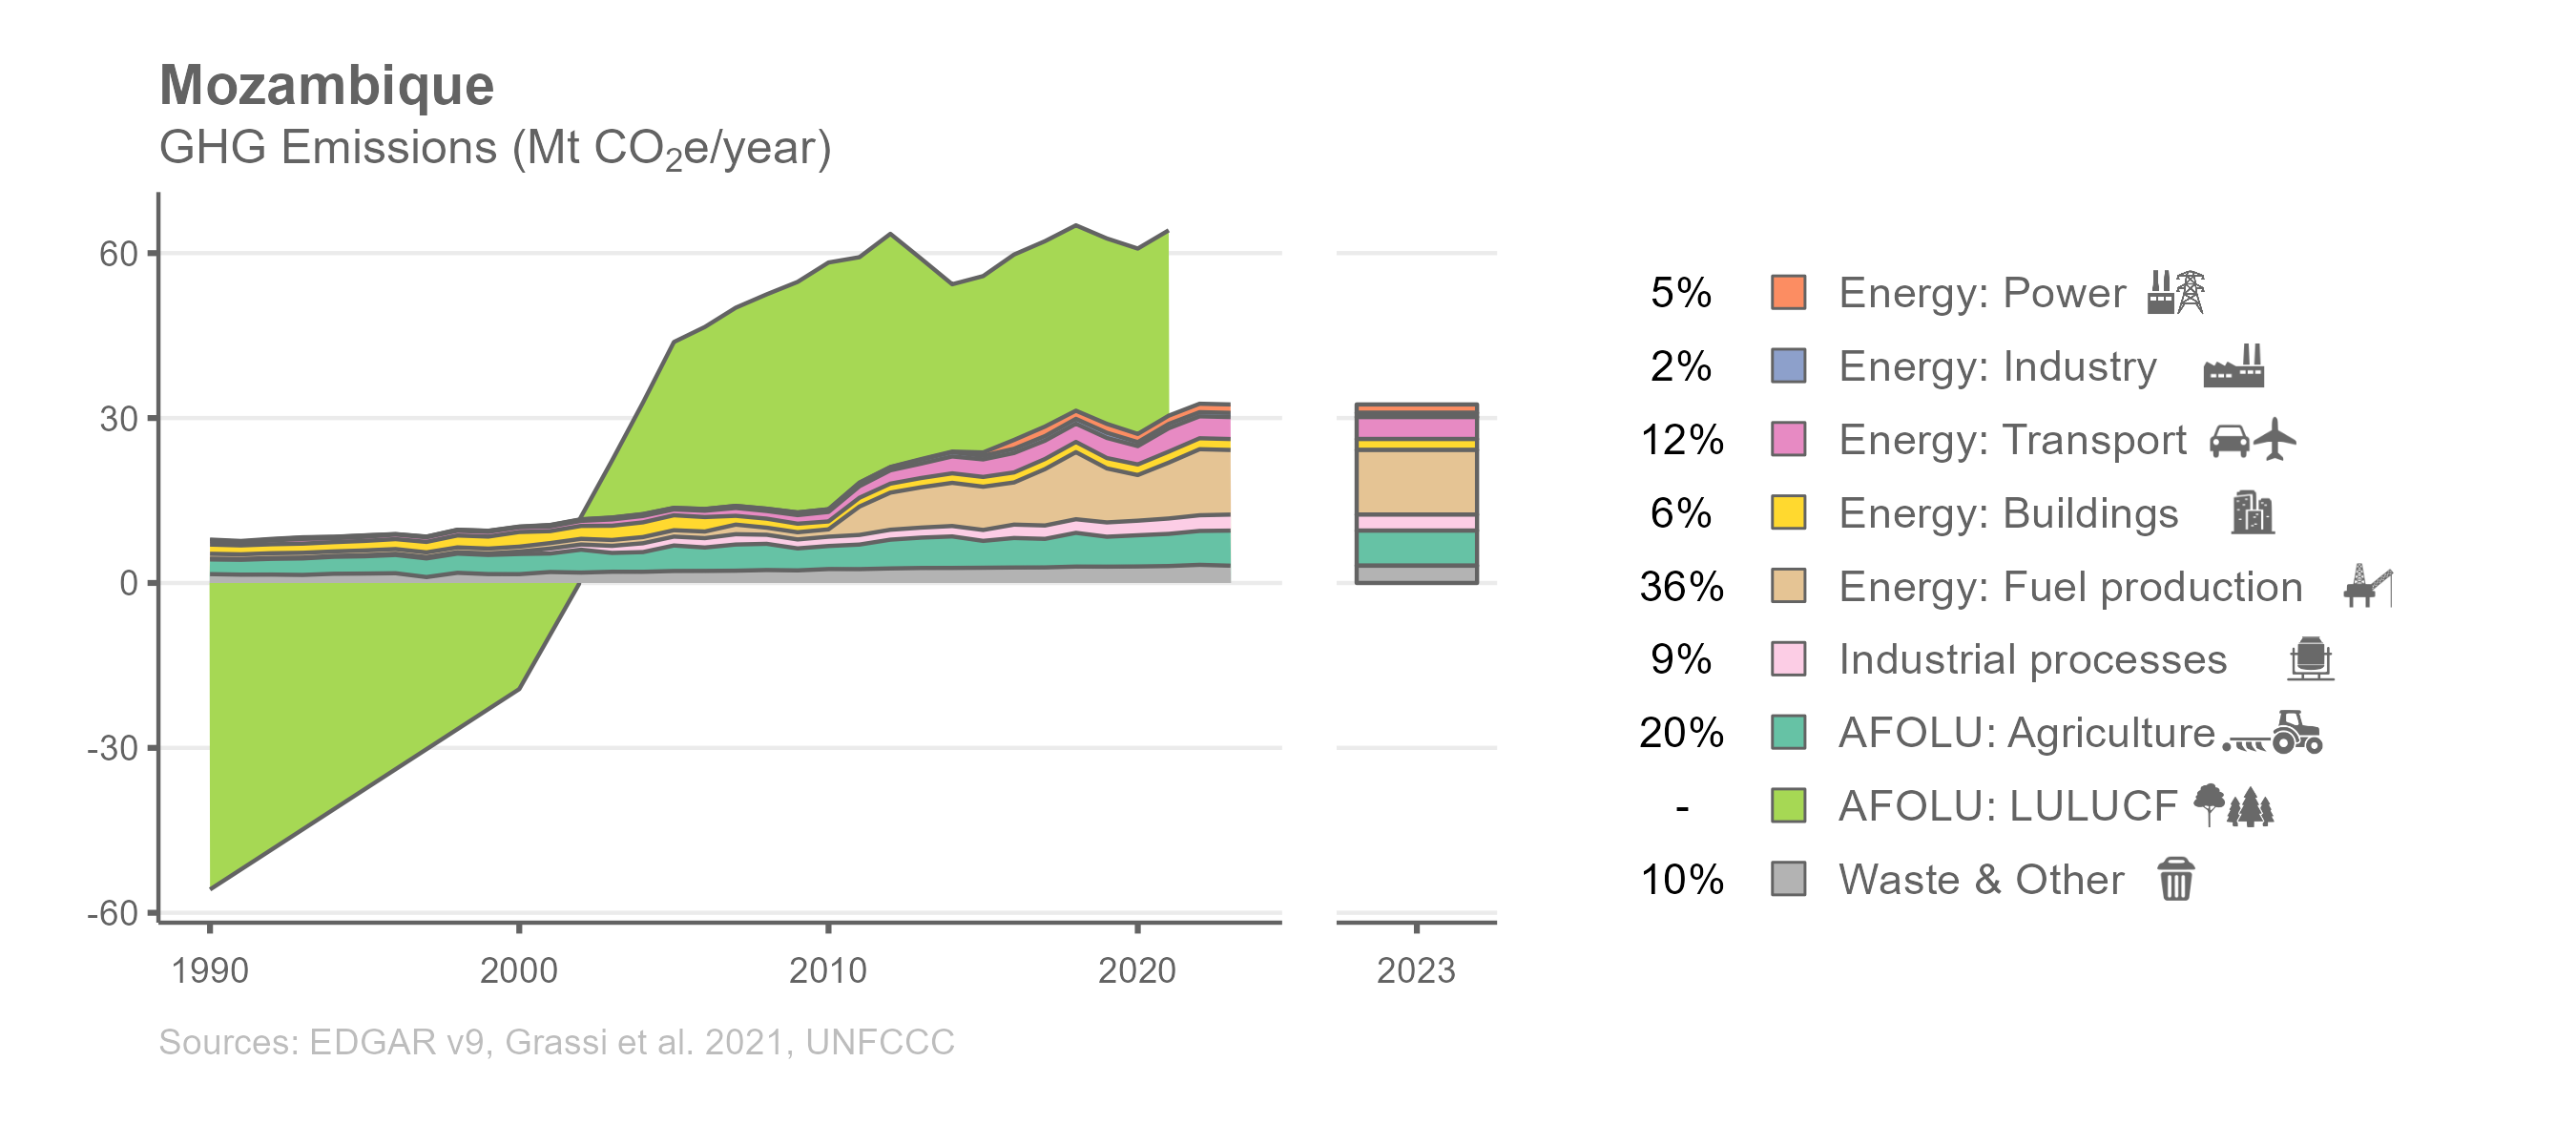 Mozambique
GHG Emissions (Mt CO₂e/year)
60
30
0
-30
-60
1990
2000
2010
2020
2023
5% Energy: Power
2% Energy: Industry
12% Energy: Transport
6% Energy: Buildings
36% Energy: Fuel production
9% Industrial processes
20% AFOLU: Agriculture
- AFOLU: LULUCF
10% Waste & Other
Sources: EDGAR v9, Grassi et al. 2021, UNFCCC